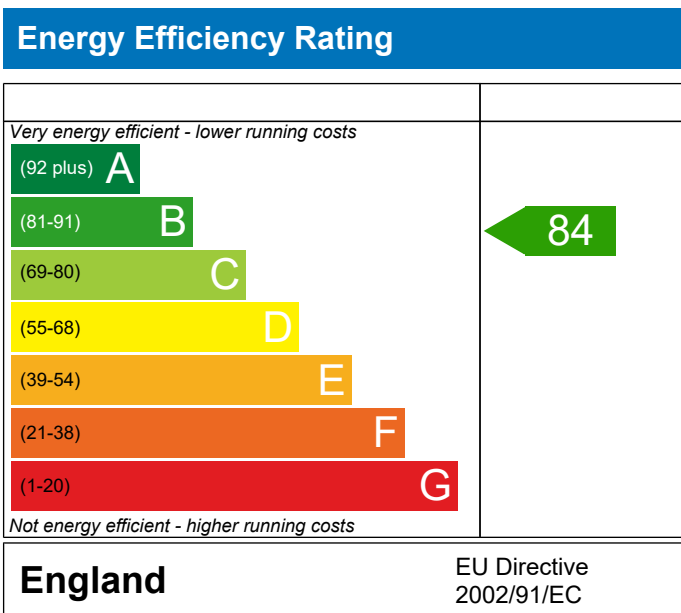 Energy Efficiency Rating
Very energy efficient - lower running costs
(92 plus) A
(81-91) B
84
(69-80) C
(55-68) D
(39-54) E
(21-38) F
(1-20) G
Not energy efficient - higher running costs
England
EU Directive
2002/91/EC